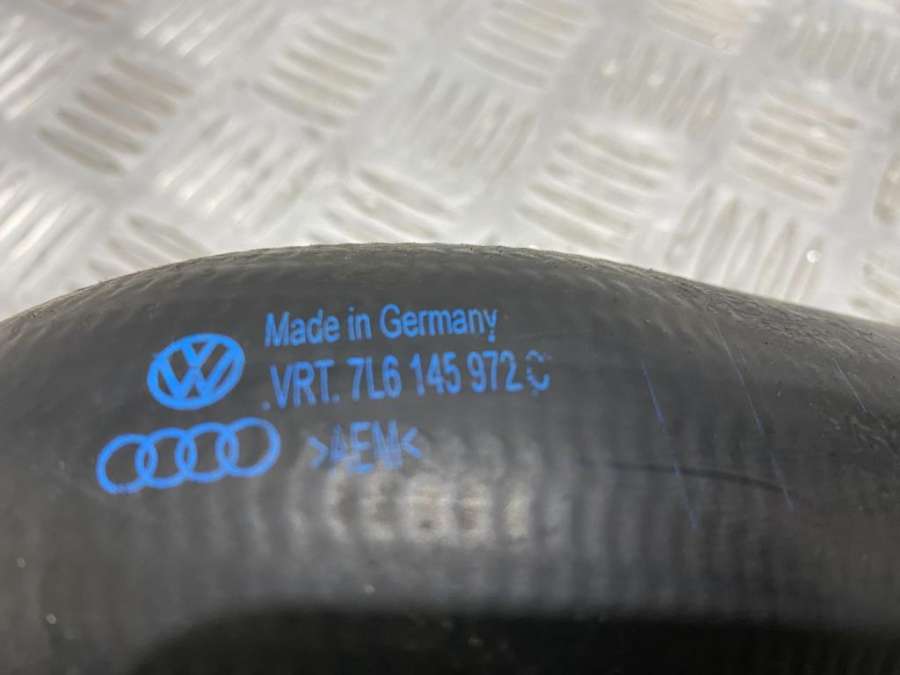 Made in Germany
.VRT. 7L6 145 972 C
>AEM<